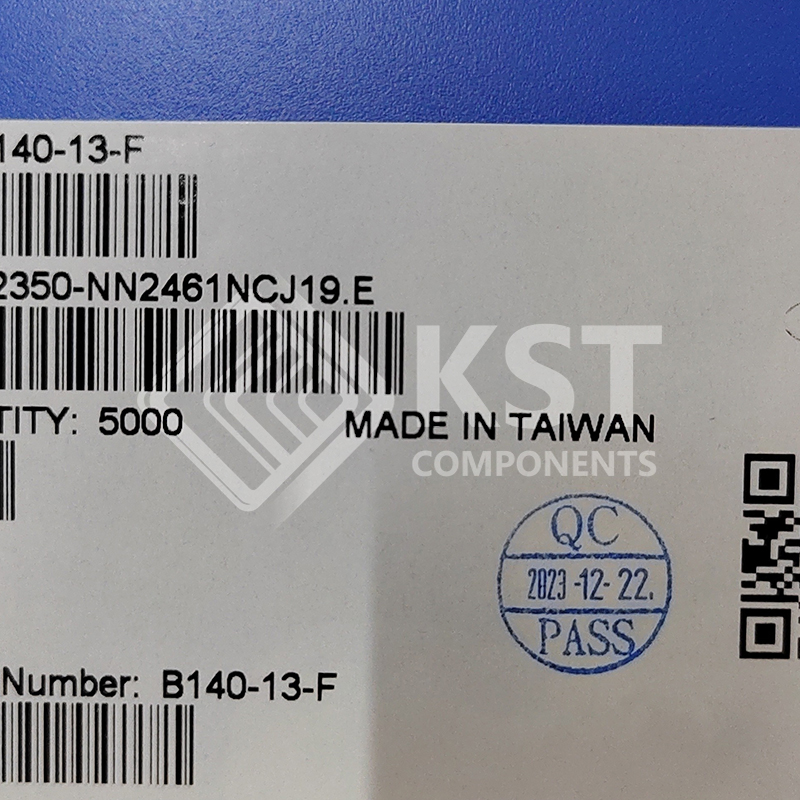 140-13-F
2350-NN2461NCJ19.E
KST
TITY: 5000
MADE IN TAIWAN
COMPONENTS
QC
2023-12-22.
PASS
Number: B140-13-F